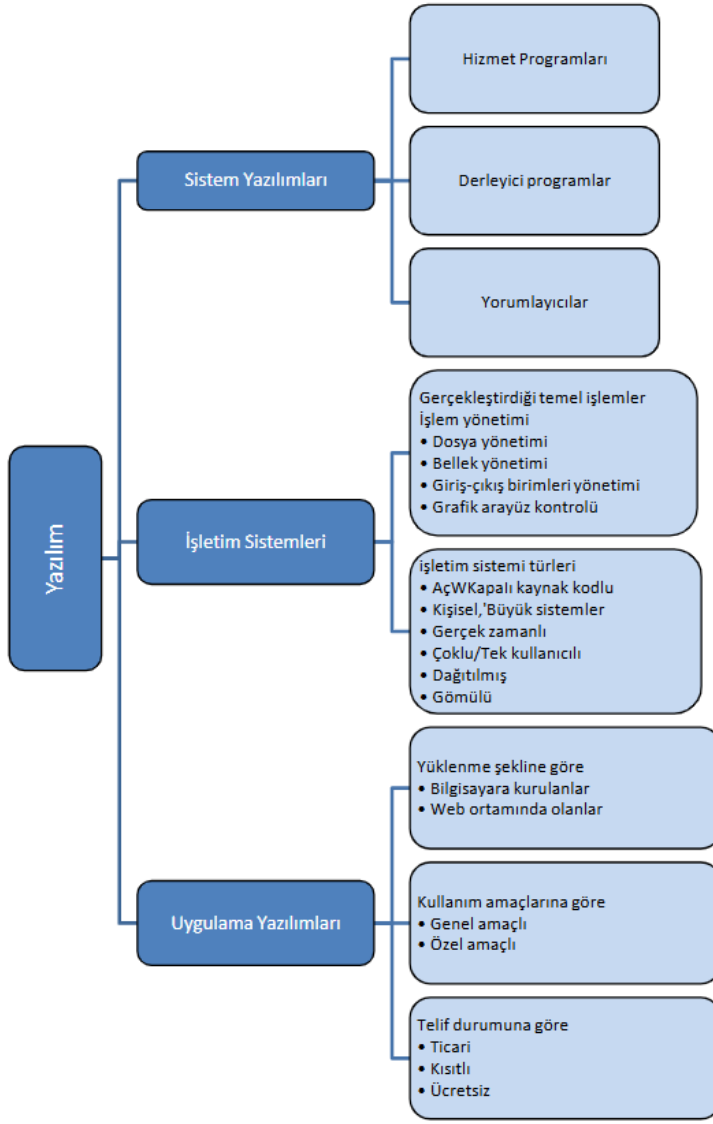 Yazılım
Sistem Yazılımları
Hizmet Programları
Derleyici programlar
Yorumlayıcılar
İşletim Sistemleri
Gerçekleştirdiği temel işlemler
İşlem yönetimi
• Dosya yönetimi
• Bellek yönetimi
• Giriş-çıkış birimleri yönetimi
• Grafik arayüz kontrolü
işletim sistemi türleri
• AçWKapalı kaynak kodlu
• Kişisel,'Büyük sistemler
• Gerçek zamanlı
• Çoklu/Tek kullanıcılı
• Dağıtılmış
• Gömülü
Uygulama Yazılımları
Yüklenme şekline göre
• Bilgisayara kurulanlar
• Web ortamında olanlar
Kullanım amaçlarına göre
• Genel amaçlı
• Özel amaçlı
Telif durumuna göre
• Ticari
• Kısıtlı
• Ücretsiz